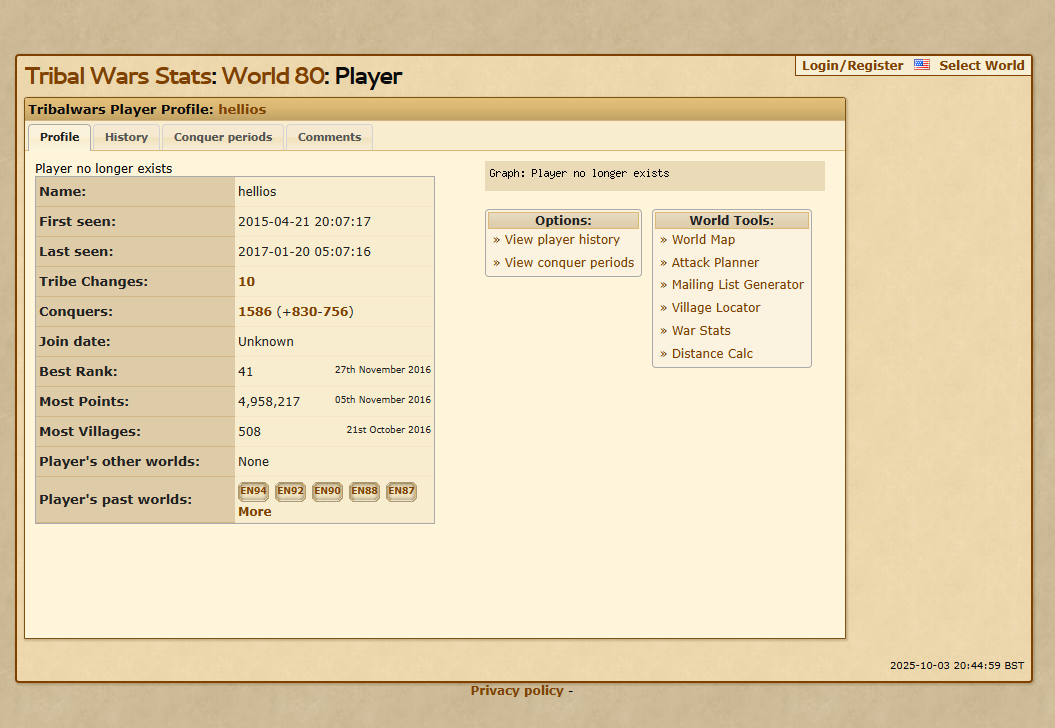 Login/Register Select World
Tribal Wars Stats: World 80: Player
Tribalwars Player Profile: hellios
Profile History Conquer periods Comments
Player no longer exists
Name: hellios
First seen: 2015-04-21 20:07:17
Last seen: 2017-01-20 05:07:16
Tribe Changes: 10
Conquers: 1586 (+830-756)
Join date: Unknown
Best Rank: 41 27th November 2016
Most Points: 4,958,217 05th November 2016
Most Villages: 508 21st October 2016
Player's other worlds: None
Player's past worlds: EN94 EN92 EN90 EN88 EN87
More
Graph: Player no longer exists
Options:
» View player history
» View conquer periods
World Tools:
» World Map
» Attack Planner
» Mailing List Generator
» Village Locator
» War Stats
» Distance Calc
2025-10-03 20:44:59 BST
Privacy policy -